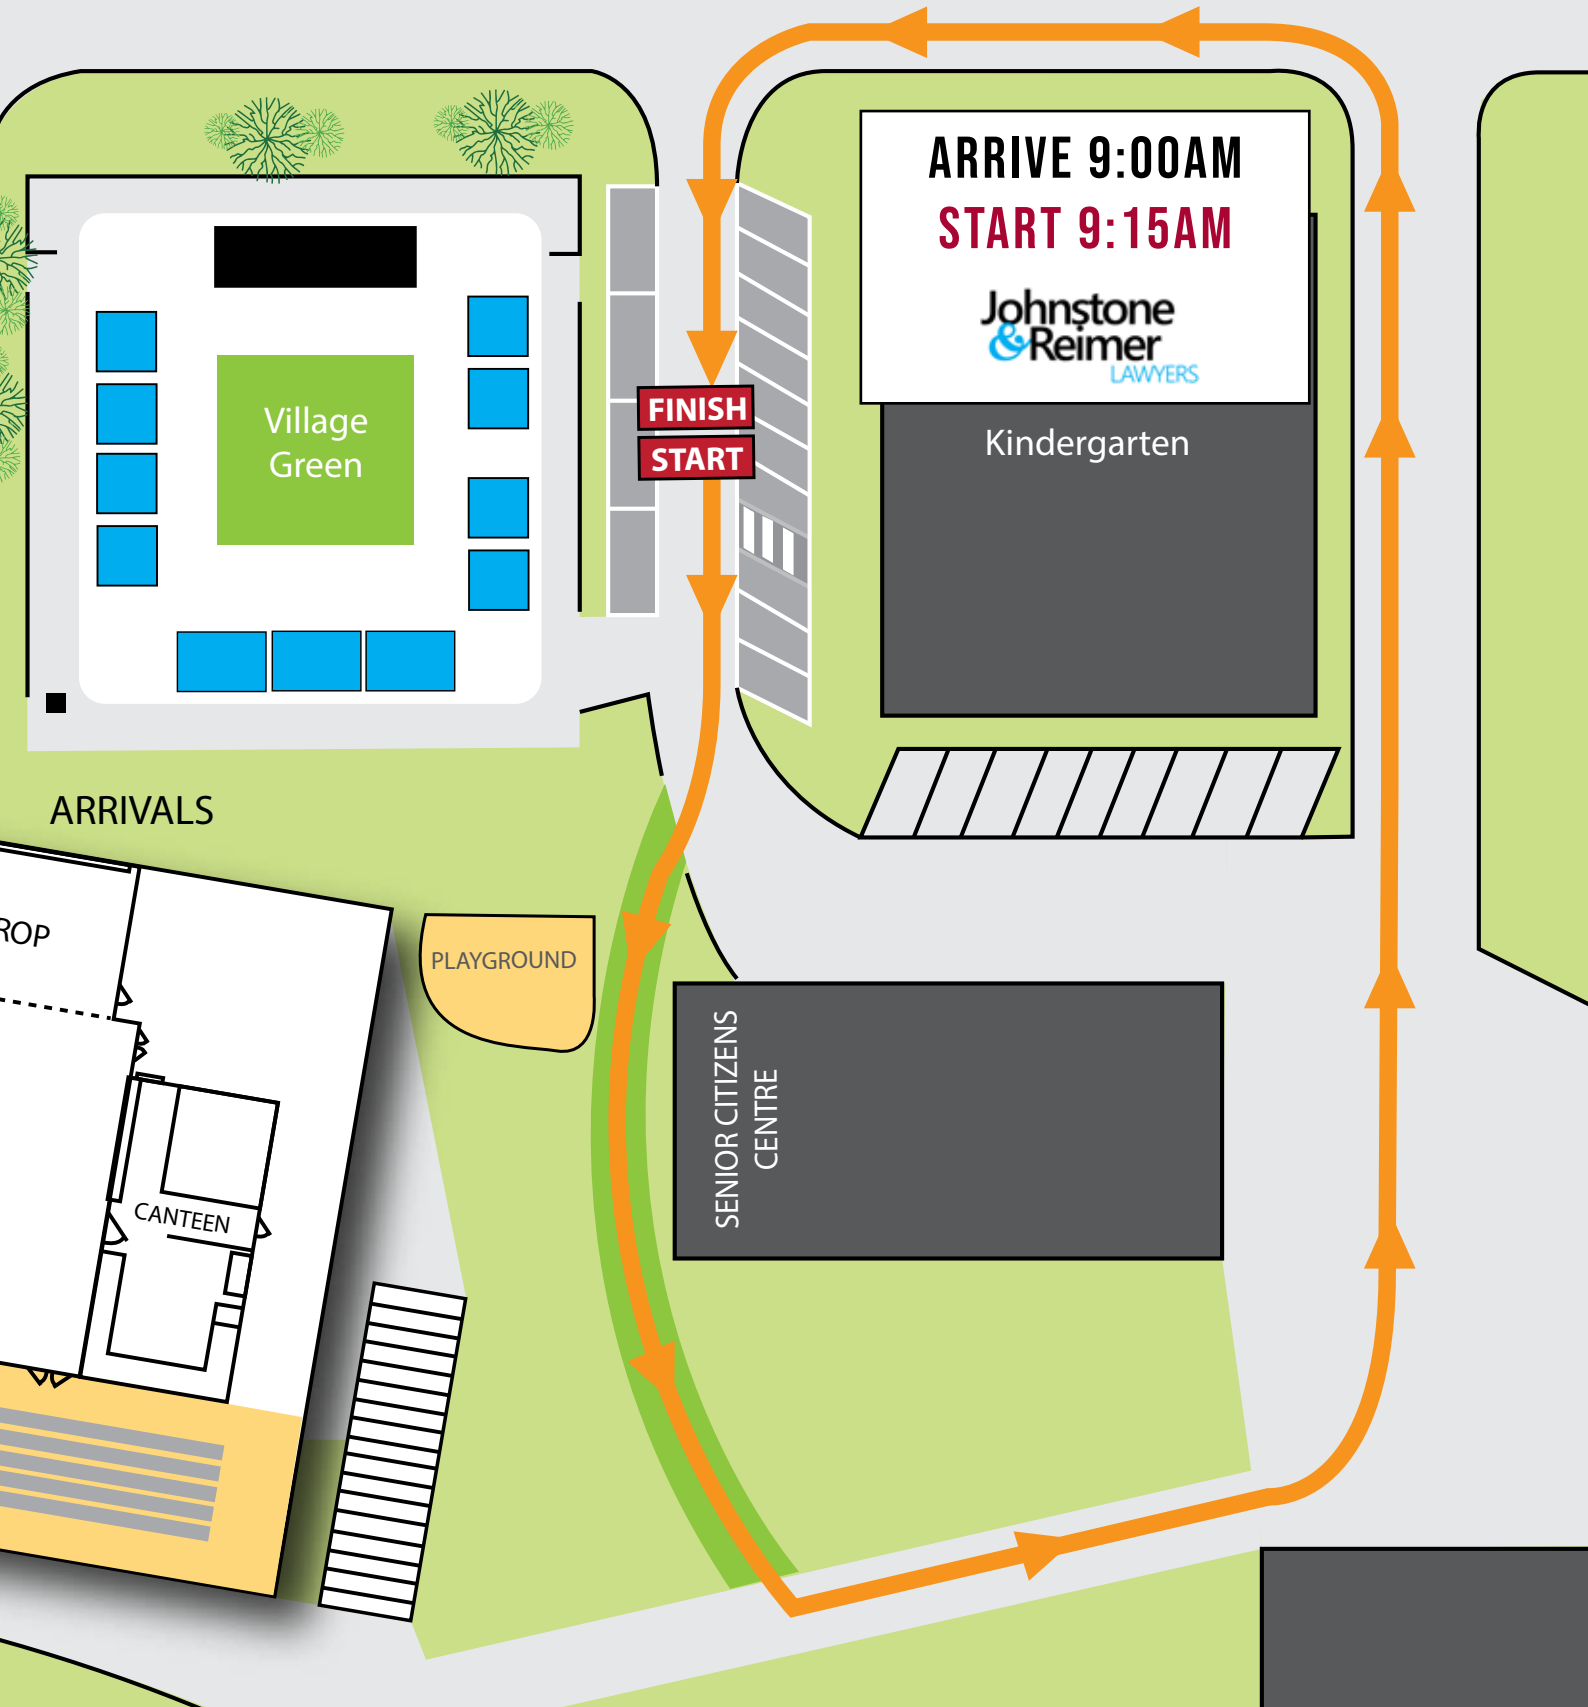 ARRIVE 9:00AM
START 9:15AM
Johnstone
&Reimer
LAWYERS
Village
Green
FINISH
START
Kindergarten
ARRIVALS
ROP
PLAYGROUND
SENIOR CITIZENS
CENTRE
CANTEEN